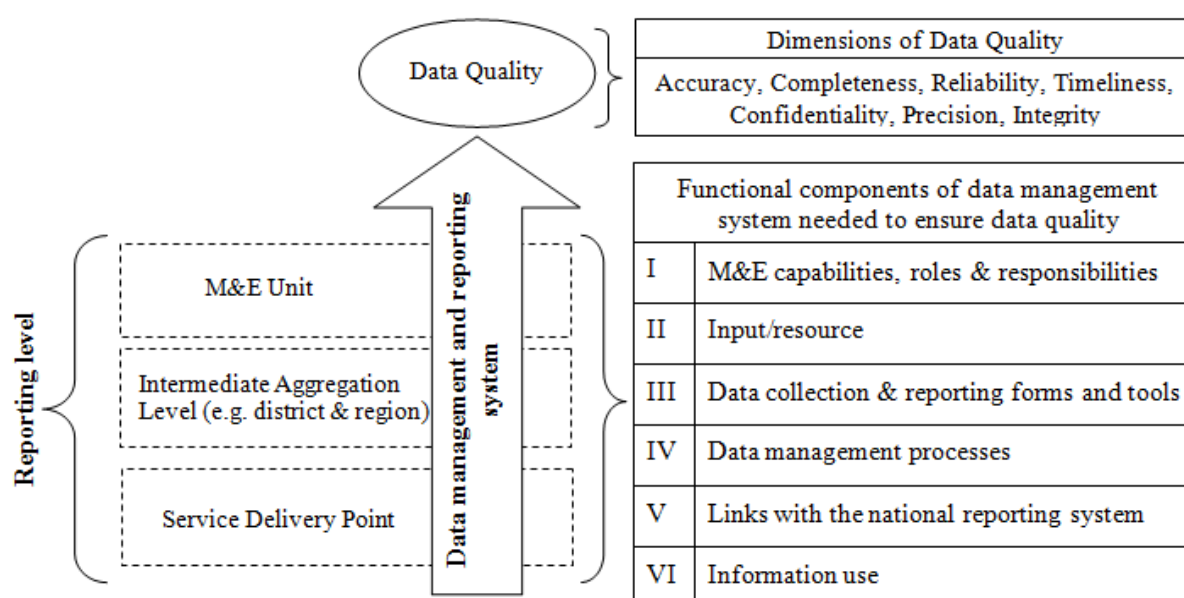 Data Quality
Dimensions of Data Quality
Accuracy, Completeness, Reliability, Timeliness,
Confidentiality, Precision, Integrity
Reporting level
M&E Unit
Intermediate Aggregation
Level (e.g. district & region)
Service Delivery Point
Data management and reporting
system
Functional components of data management
system needed to ensure data quality
I M&E capabilities, roles & responsibilities
II Input/resource
III Data collection & reporting forms and tools
IV Data management processes
V Links with the national reporting system
VI Information use